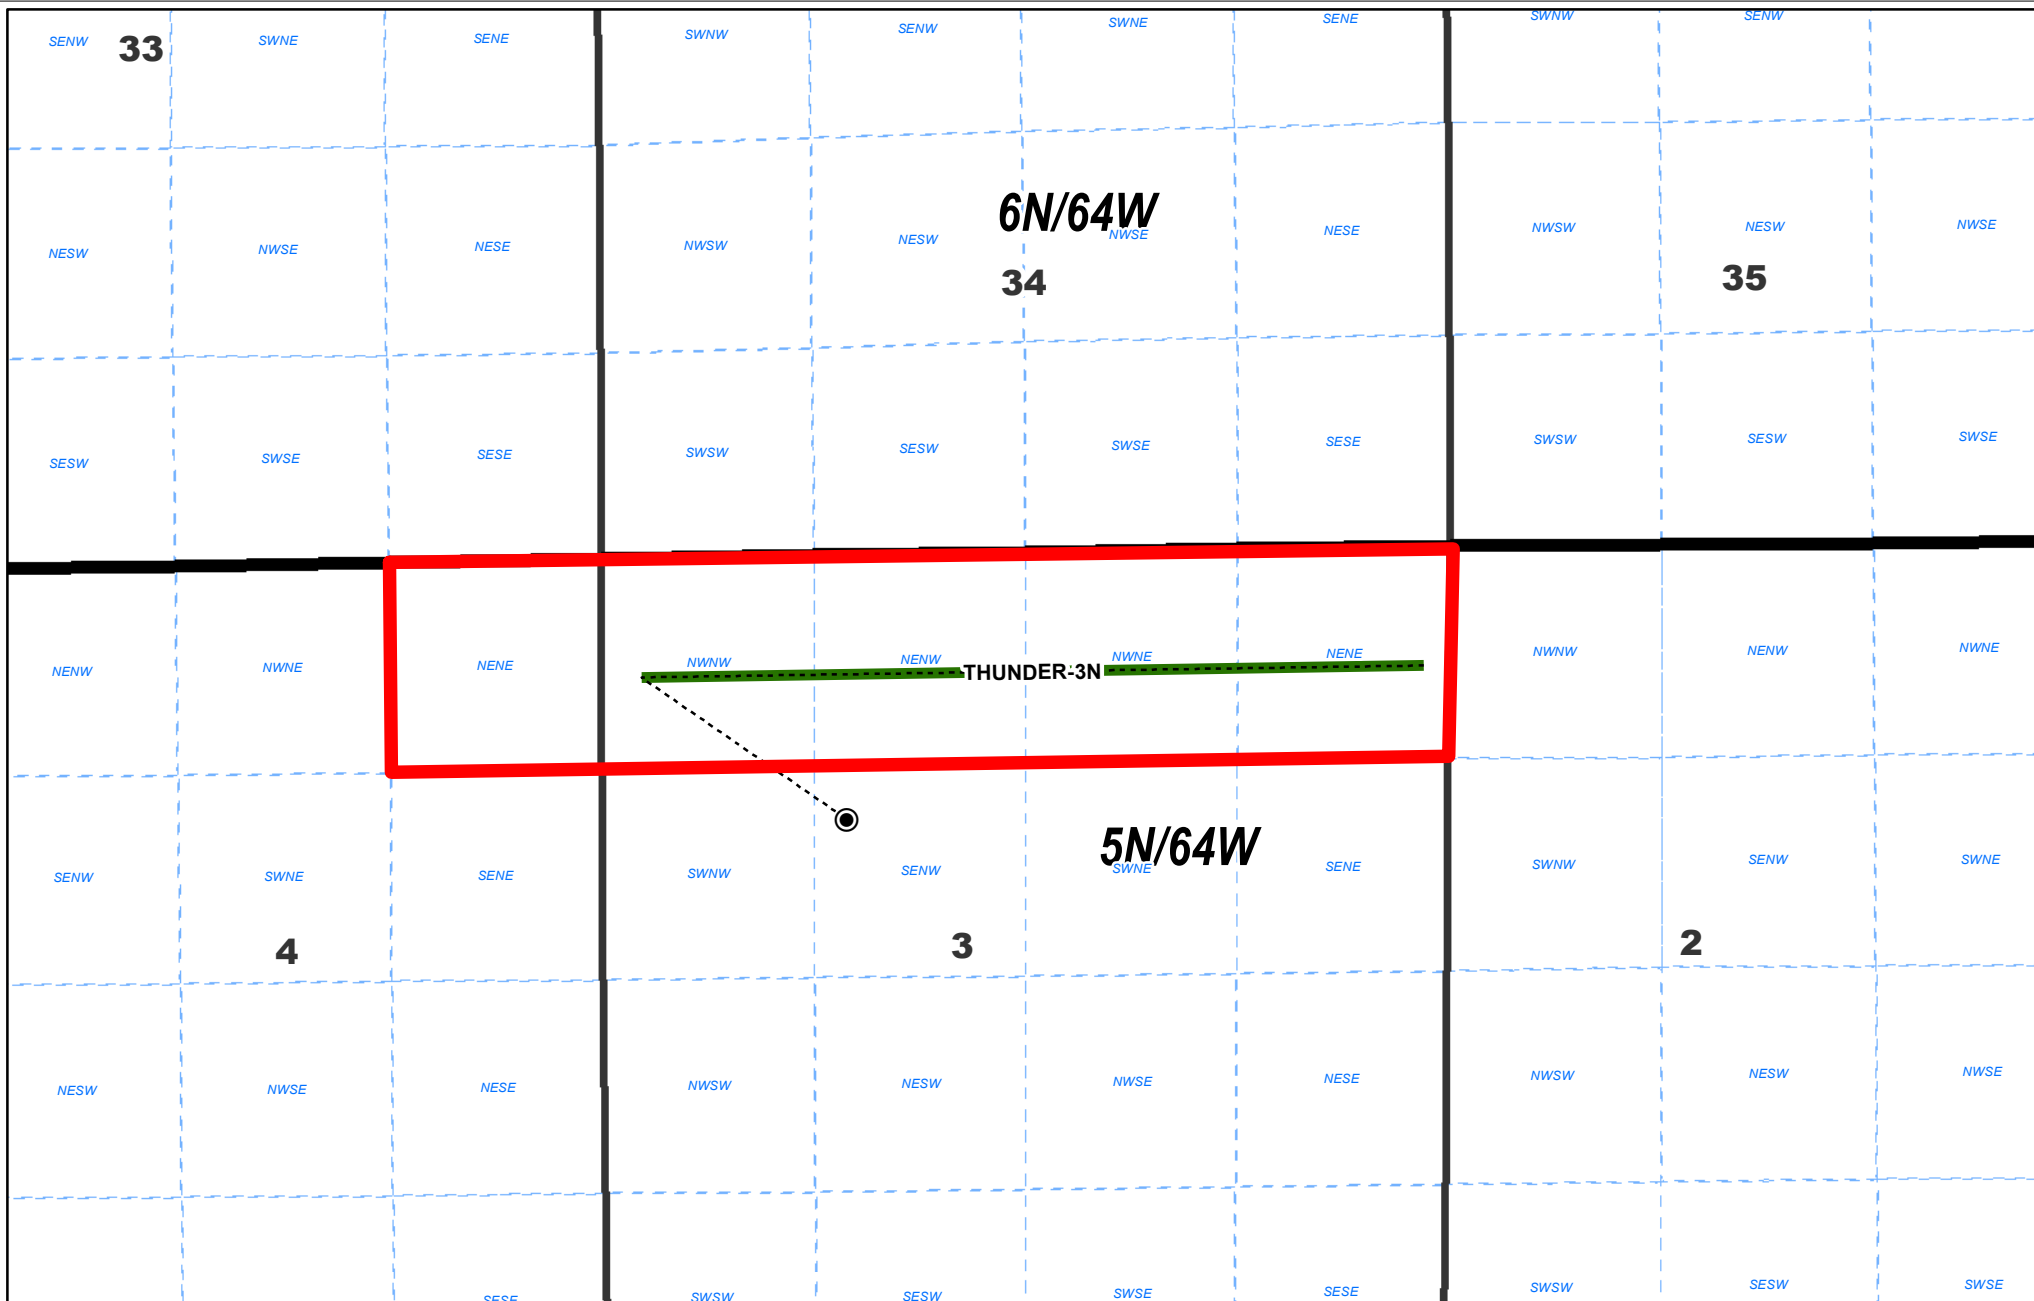 SENW 33 SWNE SENE SWNW SENW SWNE SENE SWNW SENW
6N/64W
NESW NWSE NESE NWSW NESW NWSE NESE NWSW NESW NWSE
34 35
SESW SWSE SESE SWSW SESW SWSE SESE SWSW SESW SWSE
NENW NWNE NENE NWNW NENW NWNE NENE NWNW NENW NWNE
THUNDER-3N
5N/64W
SENW SWNE SENE SWNW SENW SWNE SENE SWNW SENW SWNE
4 3 2
NESW NWSE NESE NWSW NESW NWSE NESE NWSW NESW NWSE
SESE SWSW SESW SWSE SESE SWSW SESW SWSE